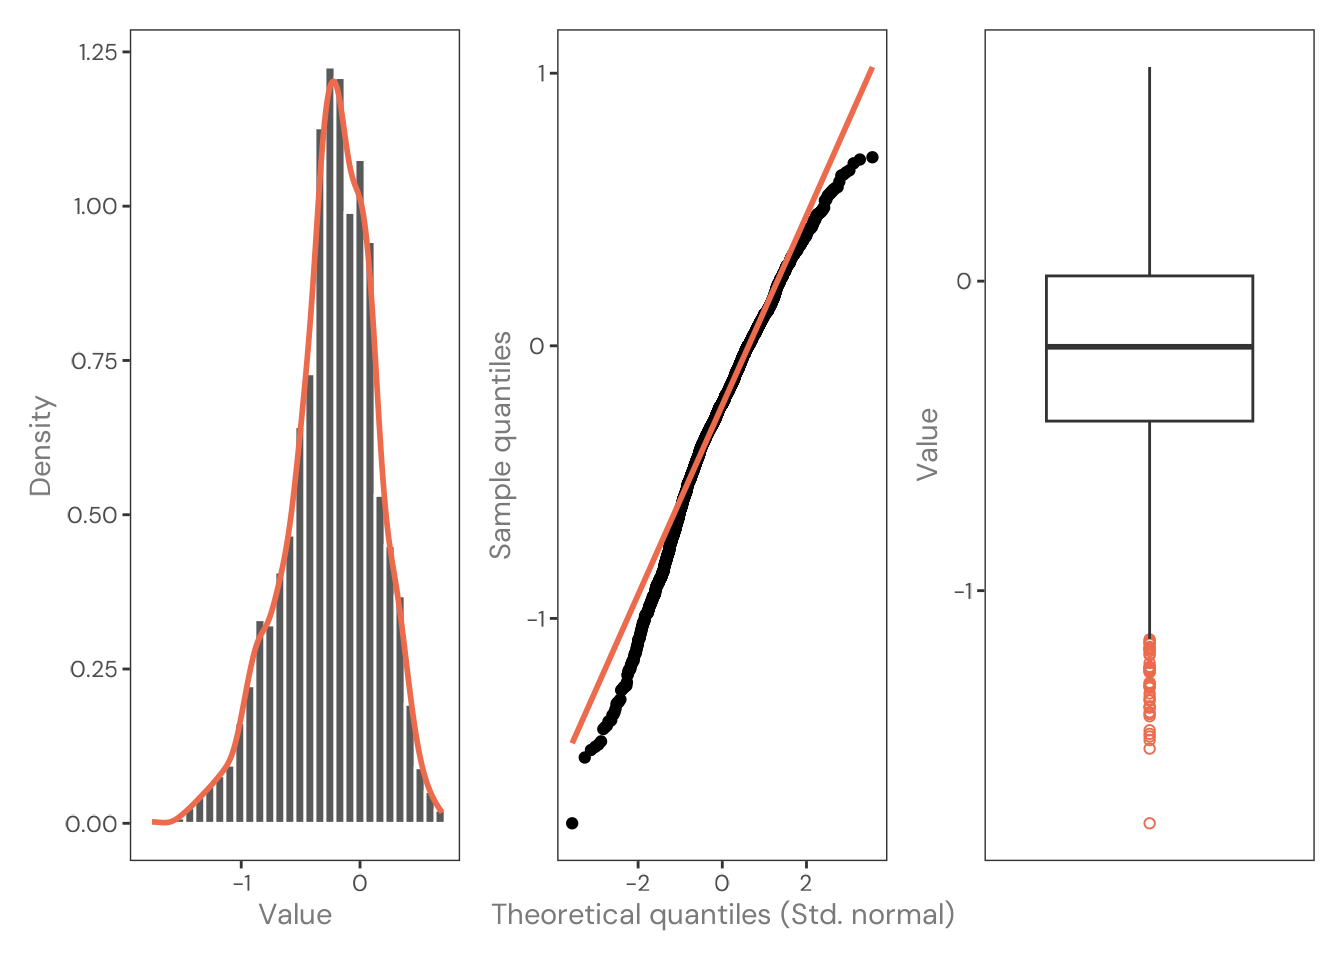 1.25
1.00
0.75
0.50
0.25
0.00
Density
−1 0
Value
1
0
−1
Sample quantiles
−2 0 2
Theoretical quantiles (Std. normal)
0
−1
Value